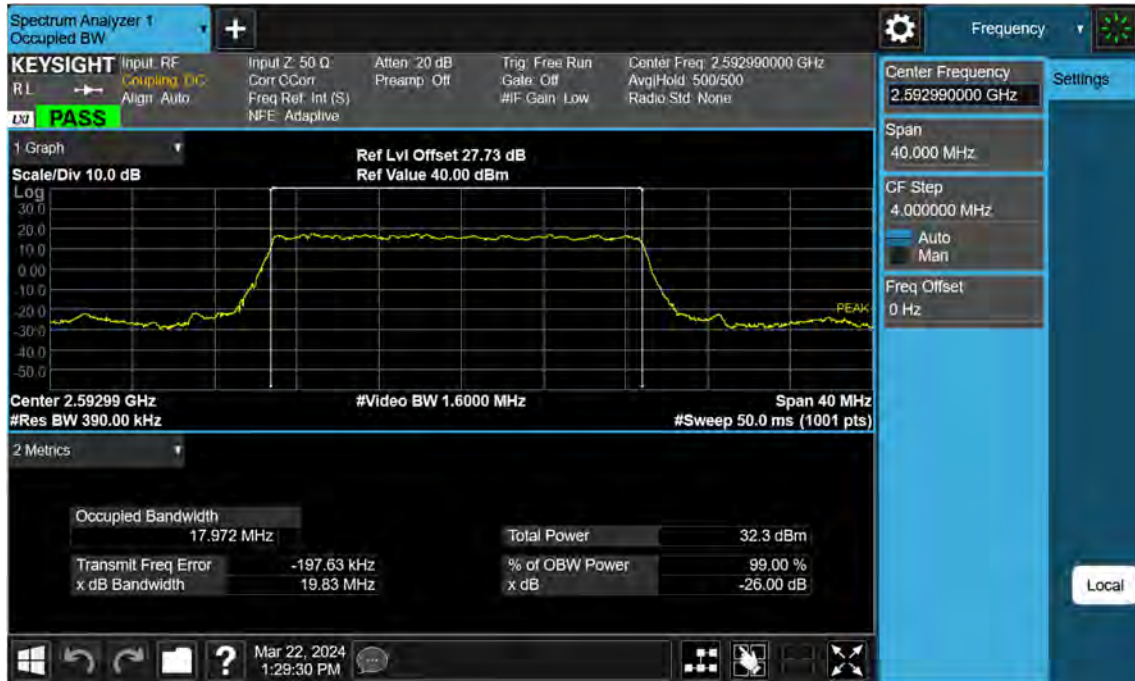 Spectrum Analyzer 1
Occupied BW
+
Frequency
KEYSIGHT
RL
LXI PASS
Input: RF
Coupling: DC
Align: Auto
Input Z: 50 Ω
Corr CCorr
Freq Ref: Int (S)
NFE: Adaptive
Atten: 20 dB
Preamp: Off
Trig: Free Run
Gate: Off
#IF Gain: Low
Center Freq: 2.592990000 GHz
Avg|Hold: 500/500
Radio Std: None
Center Frequency
2.592990000 GHz
Settings
Span
40.000 MHz
CF Step
4.000000 MHz
Auto
Man
Freq Offset
0 Hz
1 Graph
Scale/Div 10.0 dB
Ref Lvl Offset 27.73 dB
Ref Value 40.00 dBm
Log
30.0
20.0
10.0
0.00
-10.0
-20.0
-30.0
-40.0
-50.0
PEAK
Center 2.59299 GHz
#Video BW 1.6000 MHz
Span 40 MHz
#Res BW 390.00 kHz
#Sweep 50.0 ms (1001 pts)
2 Metrics
Occupied Bandwidth
17.972 MHz
Total Power 32.3 dBm
Transmit Freq Error -197.63 kHz
% of OBW Power 99.00 %
x dB Bandwidth 19.83 MHz
x dB -26.00 dB
Local
?
Mar 22, 2024
1:29:30 PM